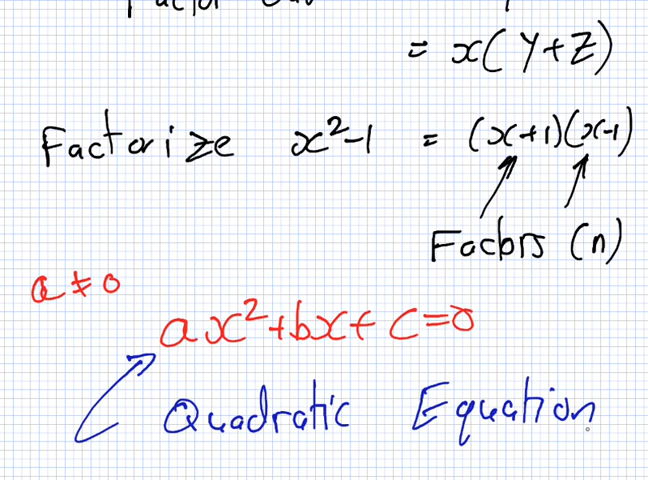 = x(Y+Z)
Factorize x²-1 = (x+1)(x-1)
Factors (n)
a≠0
ax²+bx+c=0
Quadratic Equation